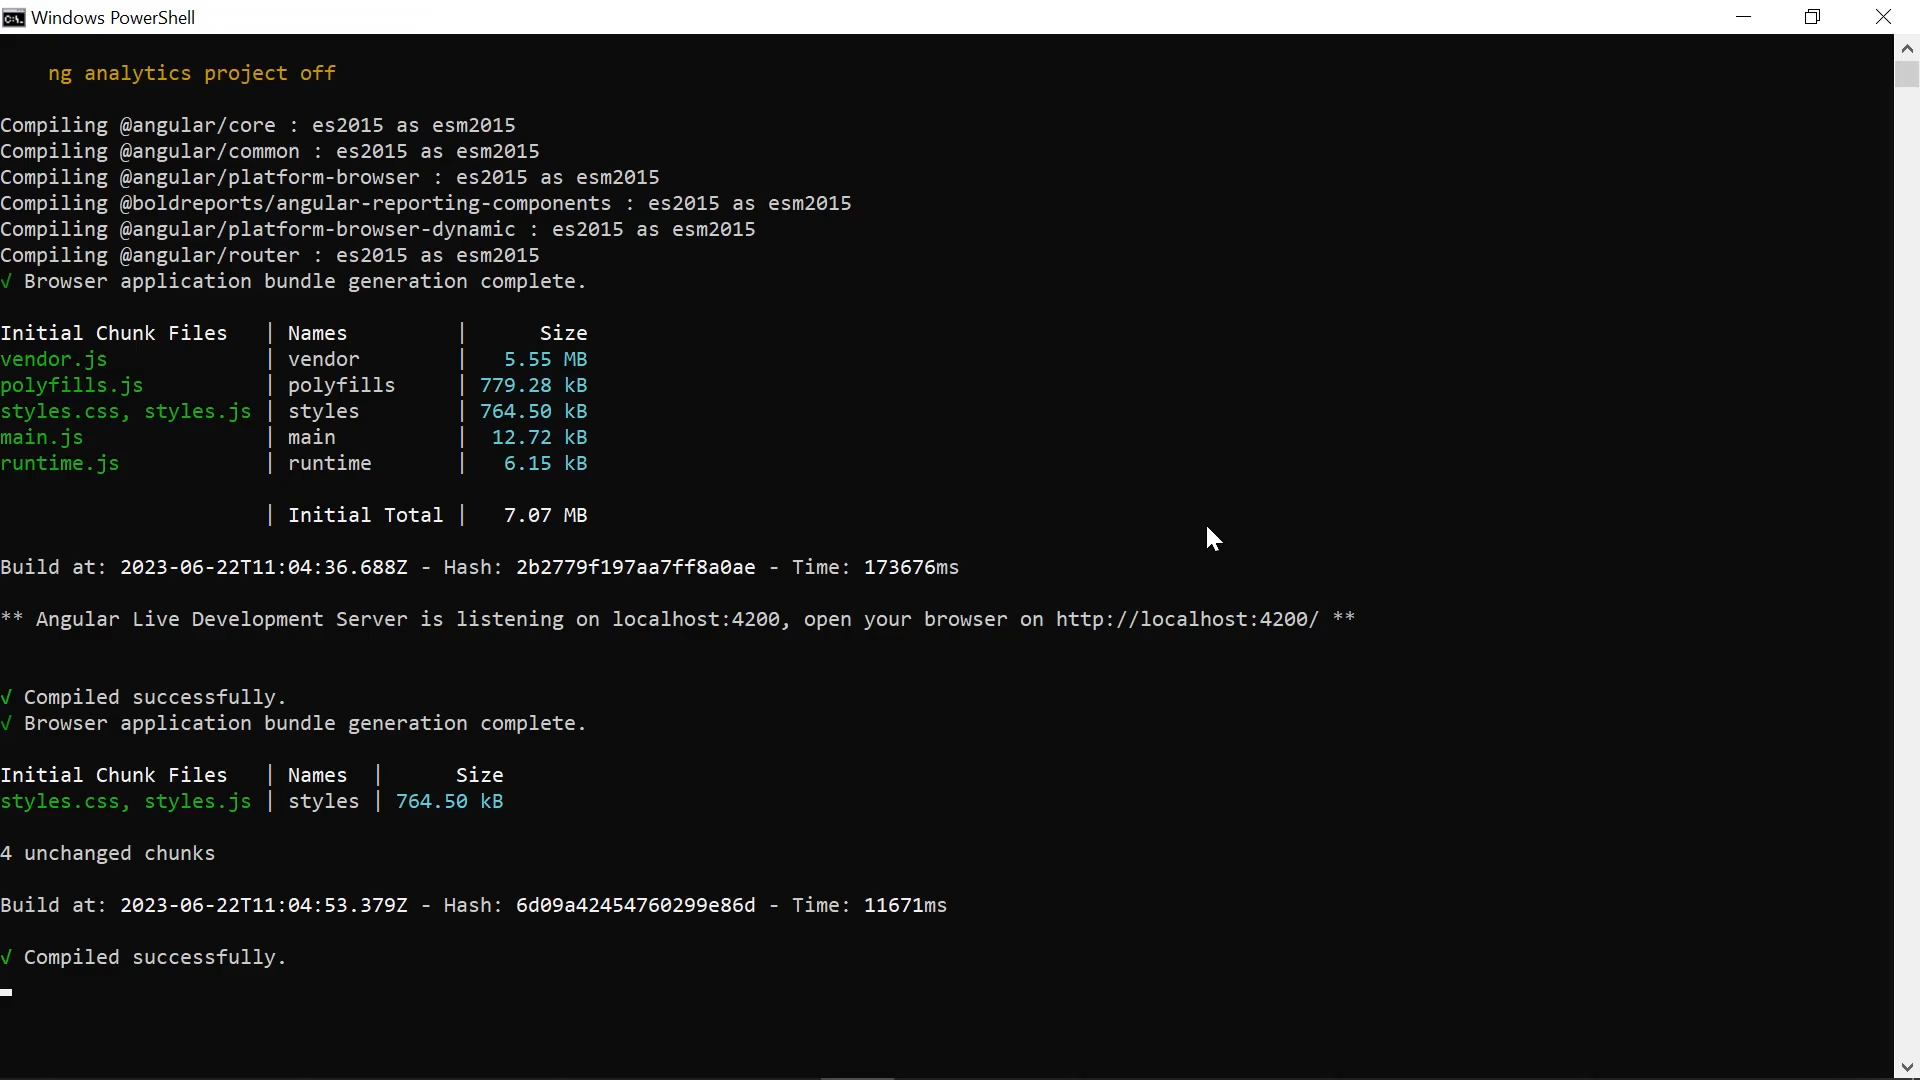 Windows PowerShell
ng analytics project off
Compiling @angular/core : es2015 as esm2015
Compiling @angular/common : es2015 as esm2015
Compiling @angular/platform-browser : es2015 as esm2015
Compiling @boldreports/angular-reporting-components : es2015 as esm2015
Compiling @angular/platform-browser-dynamic : es2015 as esm2015
Compiling @angular/router : es2015 as esm2015
√ Browser application bundle generation complete.
Initial Chunk Files | Names | Size
vendor.js | vendor | 5.55 MB
polyfills.js | polyfills | 779.28 kB
styles.css, styles.js | styles | 764.50 kB
main.js | main | 12.72 kB
runtime.js | runtime | 6.15 kB
| Initial Total | 7.07 MB
Build at: 2023-06-22T11:04:36.688Z - Hash: 2b2779f197aa7ff8a0ae - Time: 173676ms
** Angular Live Development Server is listening on localhost:4200, open your browser on http://localhost:4200/ **
√ Compiled successfully.
√ Browser application bundle generation complete.
Initial Chunk Files | Names | Size
styles.css, styles.js | styles | 764.50 kB
4 unchanged chunks
Build at: 2023-06-22T11:04:53.379Z - Hash: 6d09a42454760299e86d - Time: 11671ms
√ Compiled successfully.